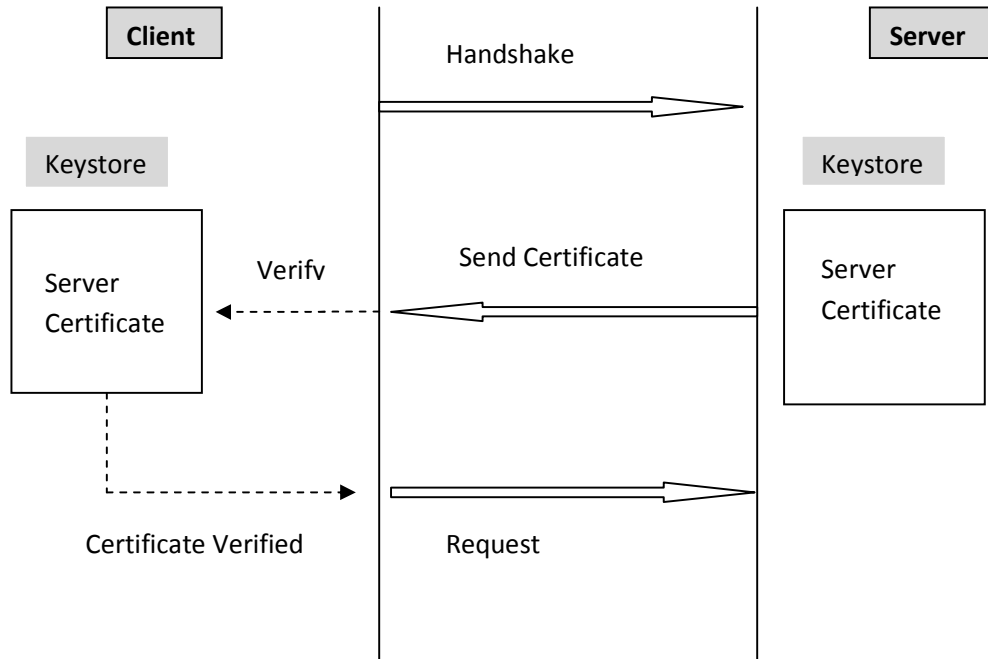 Client
Server
Handshake
Keystore
Keystore
Server
Certificate
Verify
Send Certificate
Server
Certificate
Certificate Verified
Request